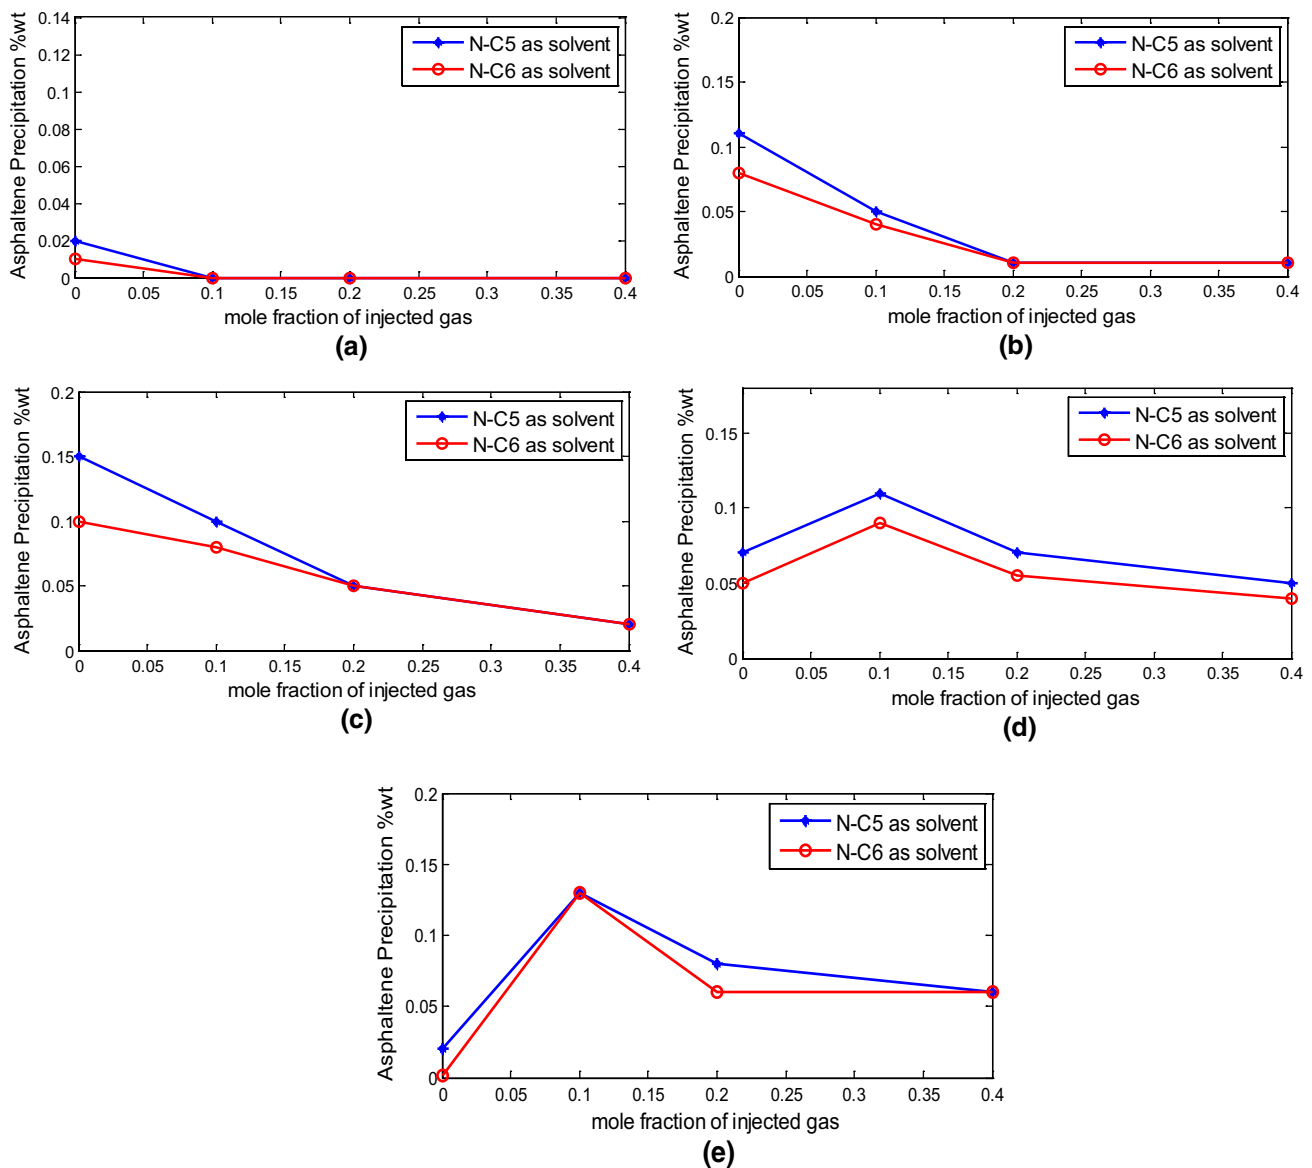 Asphaltene Precipitation %wt
0.14
0.12
0.1
0.08
0.06
0.04
0.02
0
N-C5 as solvent
N-C6 as solvent
0 0.05 0.1 0.15 0.2 0.25 0.3 0.35 0.4
mole fraction of injected gas
(a)
Asphaltene Precipitation %wt
0.2
0.15
0.1
0.05
0
N-C5 as solvent
N-C6 as solvent
0 0.05 0.1 0.15 0.2 0.25 0.3 0.35 0.4
mole fraction of injected gas
(b)
Asphaltene Precipitation %wt
0.2
0.15
0.1
0.05
0
N-C5 as solvent
N-C6 as solvent
0 0.05 0.1 0.15 0.2 0.25 0.3 0.35 0.4
mole fraction of injected gas
(c)
Asphaltene Precipitation %wt
0.15
0.1
0.05
0
N-C5 as solvent
N-C6 as solvent
0 0.05 0.1 0.15 0.2 0.25 0.3 0.35 0.4
mole fraction of injected gas
(d)
Asphaltene Precipitation %wt
0.2
0.15
0.1
0.05
0
N-C5 as solvent
N-C6 as solvent
0 0.05 0.1 0.15 0.2 0.25 0.3 0.35 0.4
mole fraction of injected gas
(e)